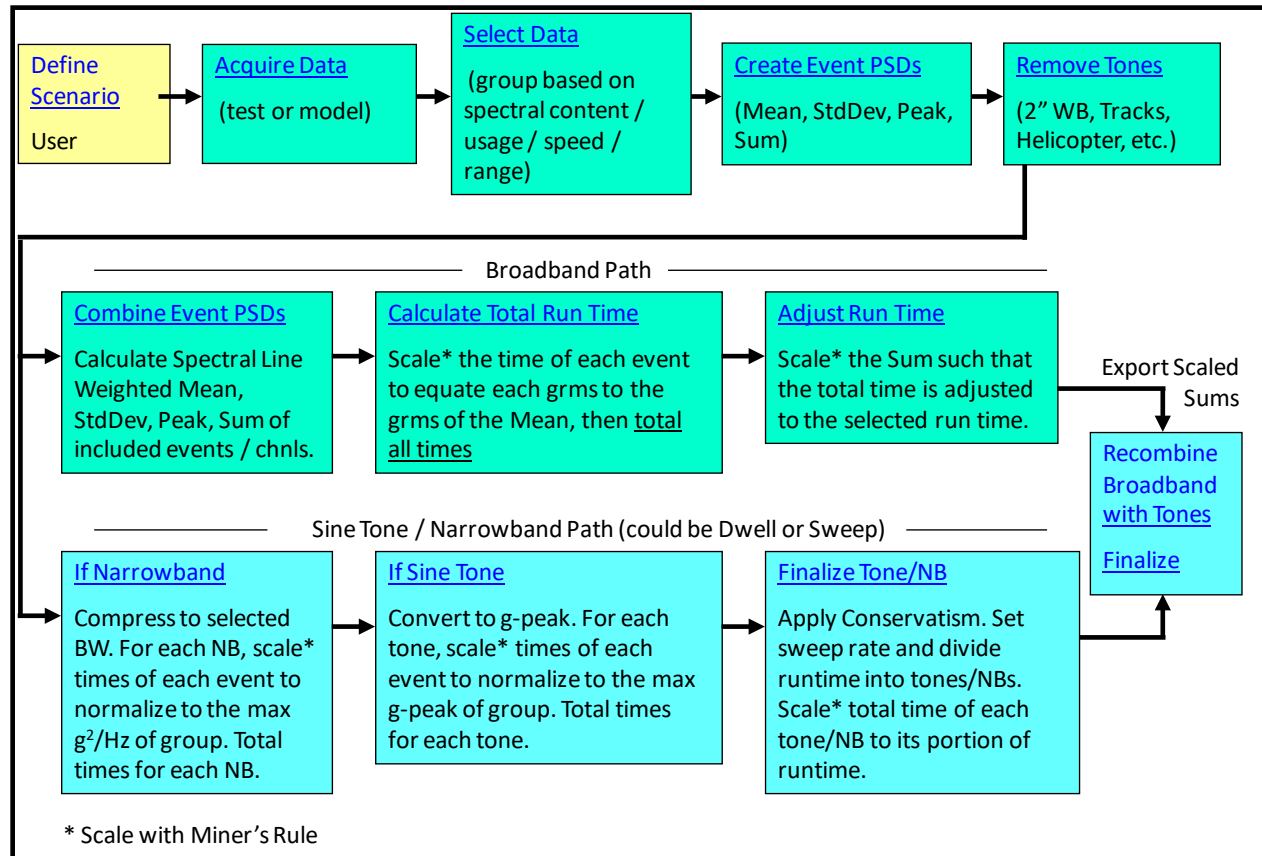 Define
Scenario
User
Acquire Data
(test or model)
Select Data
(group based on
spectral content /
usage / speed /
range)
Create Event PSDs
(Mean, StdDev, Peak,
Sum)
Remove Tones
(2” WB, Tracks,
Helicopter, etc.)
Broadband Path
Combine Event PSDs
Calculate Spectral Line
Weighted Mean,
StdDev, Peak, Sum of
included events / chnls.
Calculate Total Run Time
Scale* the time of each event
to equate each grms to the
grms of the Mean, then total
all times
Adjust Run Time
Scale* the Sum such that
the total time is adjusted
to the selected run time.
Export Scaled
Sums
Recombine
Broadband
with Tones
Finalize
Sine Tone / Narrowband Path (could be Dwell or Sweep)
If Narrowband
Compress to selected
BW. For each NB, scale*
times of each event to
normalize to the max
g²/Hz of group. Total
times for each NB.
If Sine Tone
Convert to g-peak. For each
tone, scale* times of each
event to normalize to the max
g-peak of group. Total times
for each tone.
Finalize Tone/NB
Apply Conservatism. Set
sweep rate and divide
runtime into tones/NBs.
Scale* total time of each
tone/NB to its portion of
runtime.
* Scale with Miner’s Rule